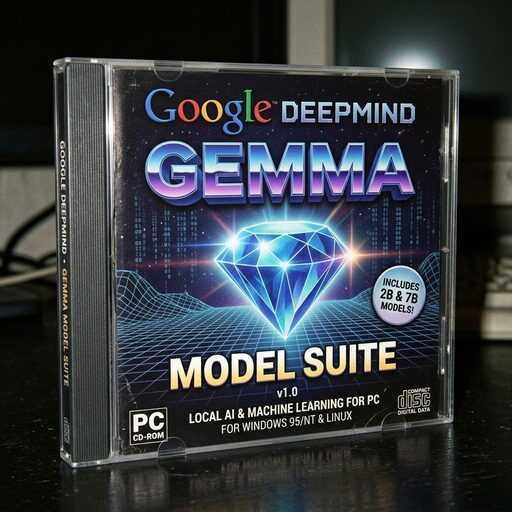 Google™ DEEPMIND
GEMMA
INCLUDES
2B & 7B
MODELS!
MODEL SUITE
v1.0
LOCAL AI & MACHINE LEARNING FOR PC
FOR WINDOWS 95/NT & LINUX
PC
CD-ROM
COMPACT
disc
DIGITAL DATA
GOOGLE DEEPMIND • GEMMA MODEL SUITE